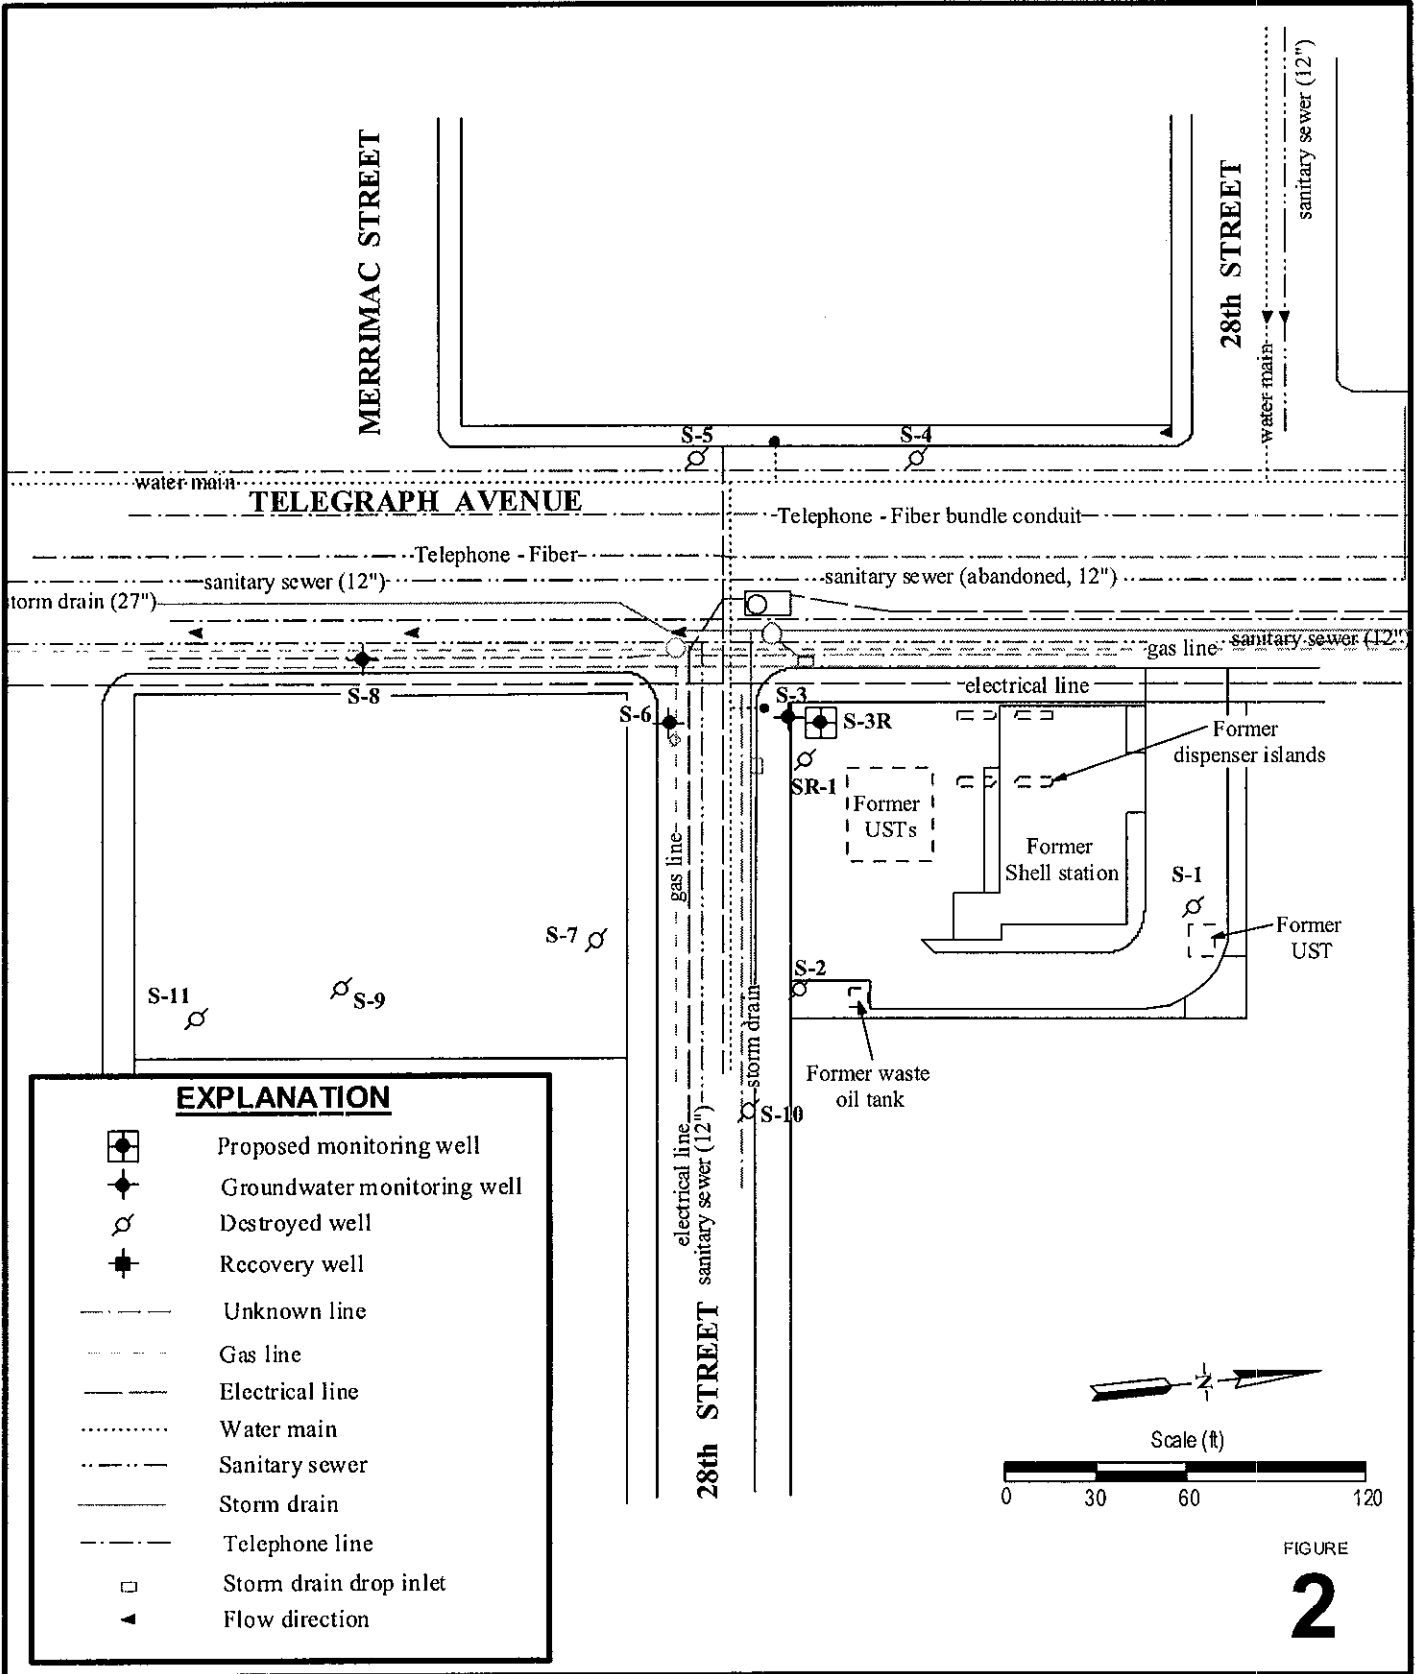 sanitary sewer (12")
MERRIMAC STREET
28th STREET
water main
S-5
S-4
water main
TELEGRAPH AVENUE
Telephone - Fiber bundle conduit
Telephone - Fiber
sanitary sewer (12")
sanitary sewer (abandoned, 12")
torm drain (27")
sanitary sewer (12")
gas line
electrical line
S-8
S-3
S-6
S-3R
Former
dispenser islands
SR-1
Former
USTs
Former
Shell station
gas line
S-1
Former
UST
S-7
S-2
S-11
S-9
storm drain
Former waste
oil tank
S-10
electrical line
sanitary sewer (12")
28th STREET
EXPLANATION
Proposed monitoring well
Groundwater monitoring well
Destroyed well
Recovery well
Unknown line
Gas line
Electrical line
Water main
Sanitary sewer
Storm drain
Telephone line
Storm drain drop inlet
Flow direction
N
Scale (ft)
0 30 60 120
FIGURE
2